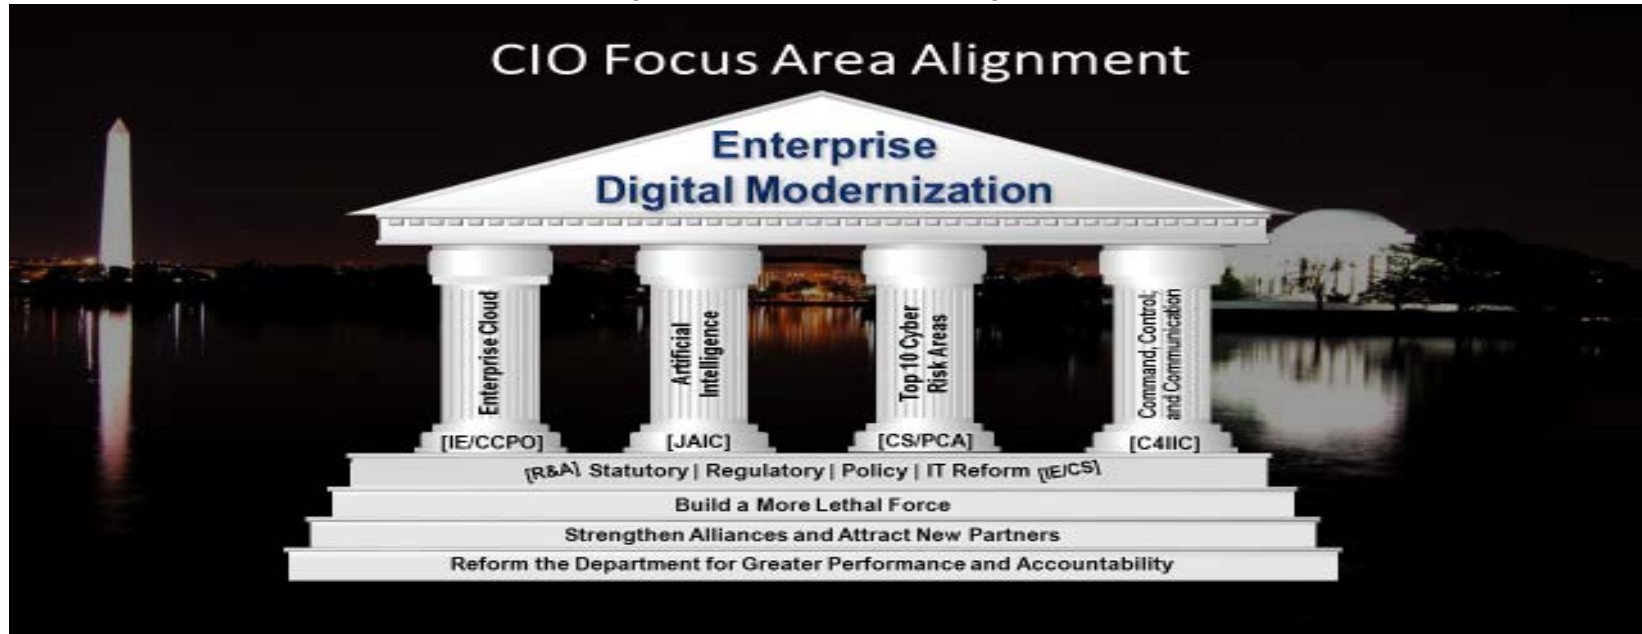 CIO Focus Area Alignment
Enterprise
Digital Modernization
Enterprise Cloud
Artificial
Intelligence
Top 10 Cyber
Risk Areas
Command, Control,
and Communication
[IE/CCPO]
[JAIC]
[CS/PCA]
[C4IIC]
[R&A] Statutory | Regulatory | Policy | IT Reform [IE/CS]
Build a More Lethal Force
Strengthen Alliances and Attract New Partners
Reform the Department for Greater Performance and Accountability